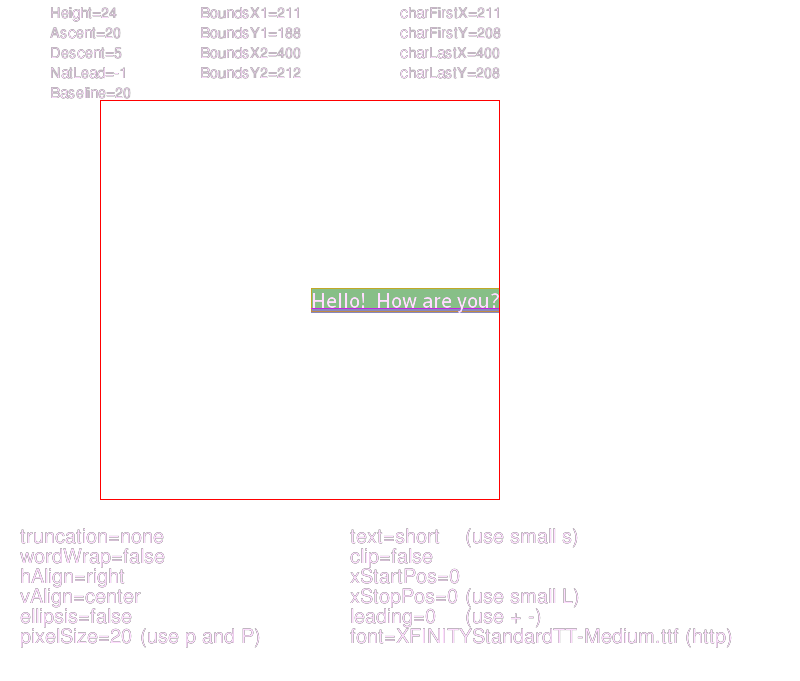 Height=24 BoundsX1=211 charFirstX=211
Ascent=20 BoundsY1=188 charFirstY=208
Descent=5 BoundsX2=400 charLastX=400
NatLead=-1 BoundsY2=212 charLastY=208
Baseline=20
Hello!  How are you?
truncation=none text=short (use small s)
wordWrap=false clip=false
hAlign=right xStartPos=0
vAlign=center xStopPos=0 (use small L)
ellipsis=false leading=0 (use + -)
pixelSize=20 (use p and P) font=XFINITYStandardTT-Medium.ttf (http)